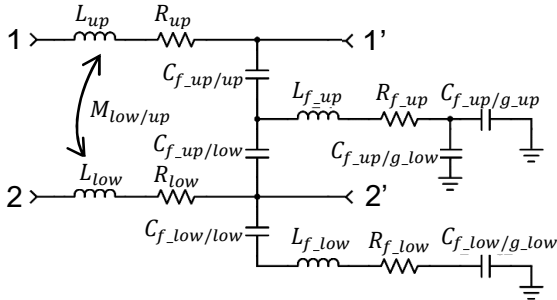 L_up R_up
1 1'
C_f_up/up
L_f_up R_f_up C_f_up/g_up
M_low/up
C_f_up/low C_f_up/g_low
L_low R_low
2 2'
C_f_low/low L_f_low R_f_low C_f_low/g_low